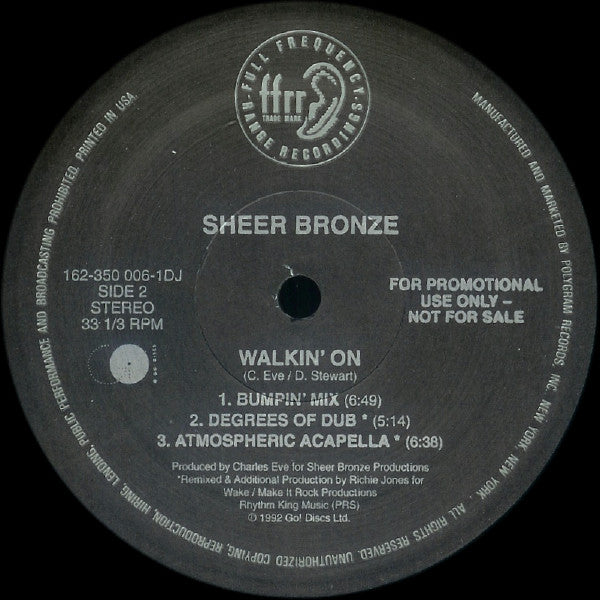 FULL FREQUENCY
RANGE RECORDINGS
ffrr
TRADE MARK
SHEER BRONZE
162-350 006-1DJ
SIDE 2
STEREO
33 1/3 RPM
FOR PROMOTIONAL
USE ONLY –
NOT FOR SALE
WALKIN' ON
(C. Eve / D. Stewart)
1. BUMPIN' MIX (6:49)
2. DEGREES OF DUB * (5:14)
3. ATMOSPHERIC ACAPELLA * (6:38)
Produced by Charles Eve for Sheer Bronze Productions
*Remixed & Additional Production by Richie Jones for
Wake / Make It Rock Productions
Rhythm King Music (PRS)
© 1992 Go! Discs Ltd.
MANUFACTURED AND MARKETED BY POLYGRAM RECORDS, INC. NEW YORK, NEW YORK. ALL RIGHTS RESERVED. UNAUTHORIZED COPYING, REPRODUCTION, HIRING, LENDING, PUBLIC PERFORMANCE AND BROADCASTING PROHIBITED. PRINTED IN USA.